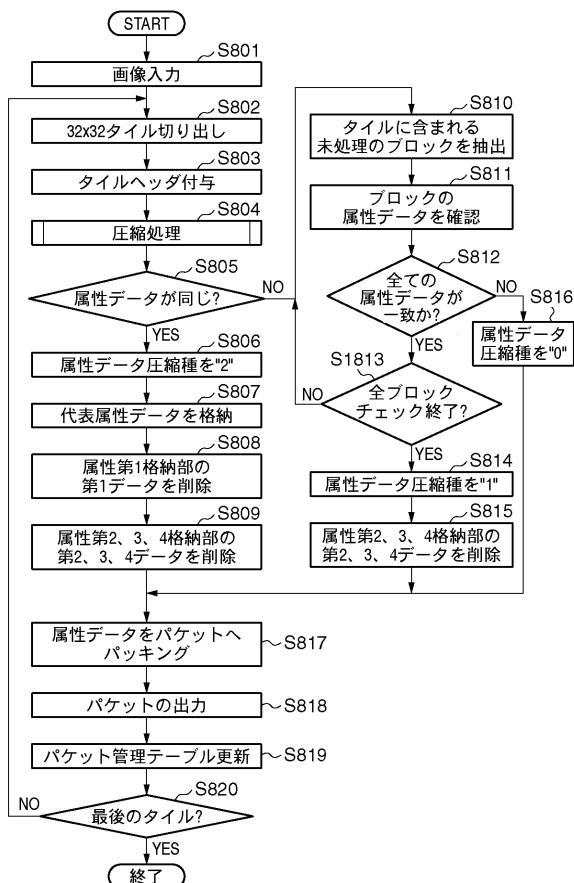 START
S801
画像入力
S802
32x32タイル切り出し
S803
タイルヘッダ付与
S804
圧縮処理
S805
属性データが同じ?
NO
YES
S806
属性データ圧縮種を"2"
S807
代表属性データを格納
S808
属性第1格納部の
第1データを削除
S809
属性第2、3、4格納部の
第2、3、4データを削除
S810
タイルに含まれる
未処理のブロックを抽出
S811
ブロックの
属性データを確認
S812
全ての
属性データが
一致か?
NO
YES
S816
属性データ
圧縮種を"0"
S1813
全ブロック
チェック終了?
NO
YES
S814
属性データ圧縮種を"1"
S815
属性第2、3、4格納部の
第2、3、4データを削除
属性データをパケットへ
パッキング
S817
パケットの出力
S818
パケット管理テーブル更新
S819
S820
最後のタイル?
NO
YES
終了